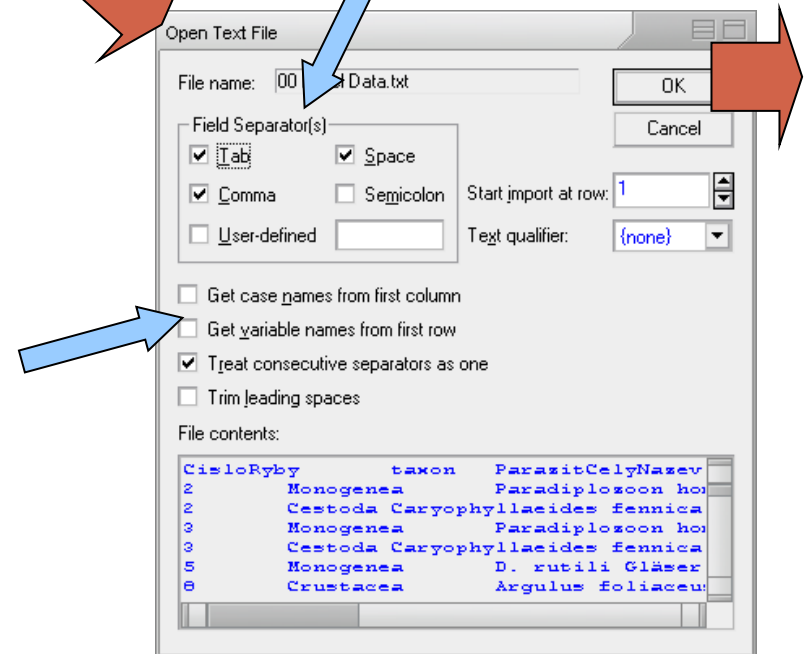 Open Text File
File name: 00 Data.txt
OK
Cancel
Field Separator(s)
Tab Space
Comma Semicolon
User-defined
Start import at row: 1
Text qualifier: {none}
Get case names from first column
Get variable names from first row
Treat consecutive separators as one
Trim leading spaces
File contents:
CisloRyby taxon ParazitCelyNazev
2 Monogenea Paradiplozoon
2 Cestoda Caryophyllaeides fennica
3 Monogenea Paradiplozoon
3 Cestoda Caryophyllaeides fennica
5 Monogenea D. rutili Gläser
8 Crustacea Argulus foliaceu